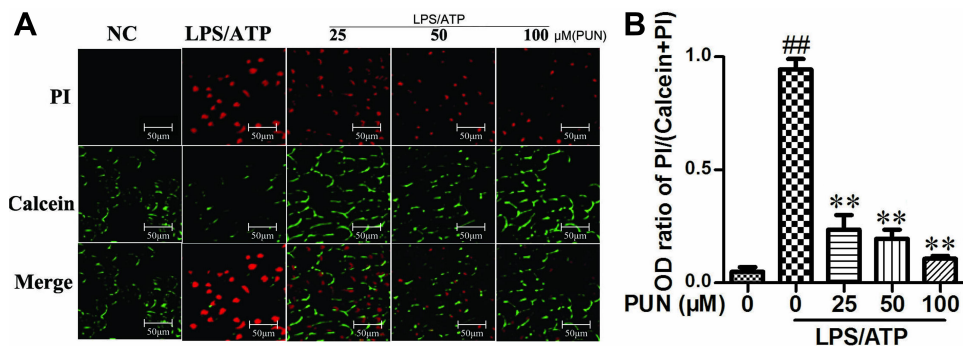 A
LPS/ATP
NC LPS/ATP 25 50 100 µM(PUN)
PI
50µm 50µm 50µm 50µm 50µm
Calcein
50µm 50µm 50µm 50µm 50µm
Merge
50µm 50µm 50µm 50µm 50µm
B
OD ratio of PI/(Calcein+PI)
1.0
0.5
0.0
##
**
**
**
PUN (µM) 0 0 25 50 100
LPS/ATP